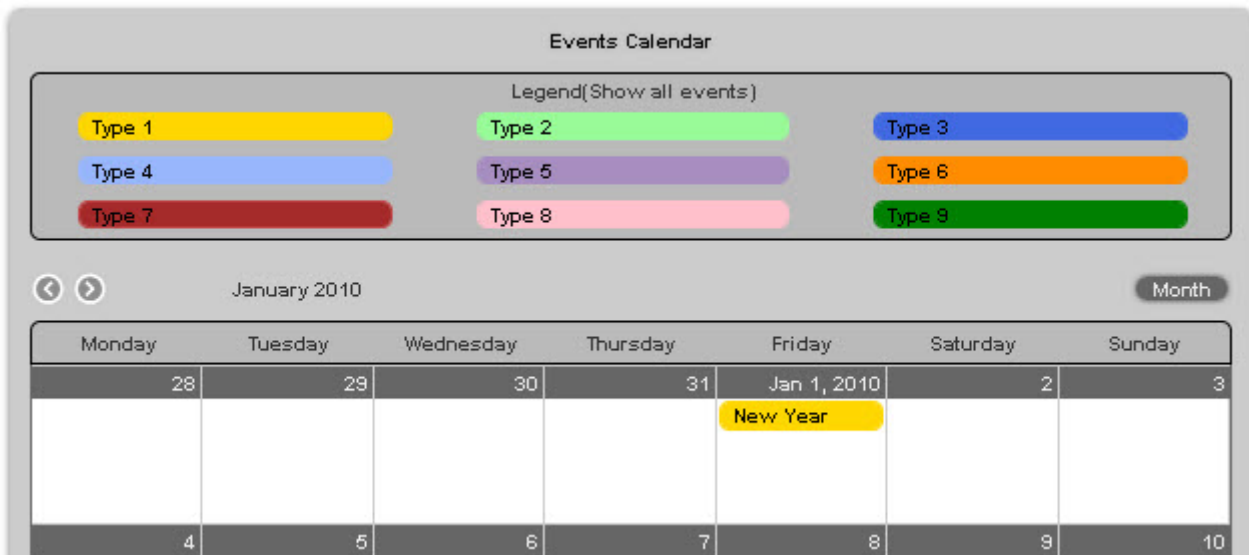 Events Calendar
Legend(Show all events)
Type 1 Type 2 Type 3
Type 4 Type 5 Type 6
Type 7 Type 8 Type 9
January 2010 Month
Monday Tuesday Wednesday Thursday Friday Saturday Sunday
28 29 30 31 Jan 1, 2010 2 3
New Year
4 5 6 7 8 9 10